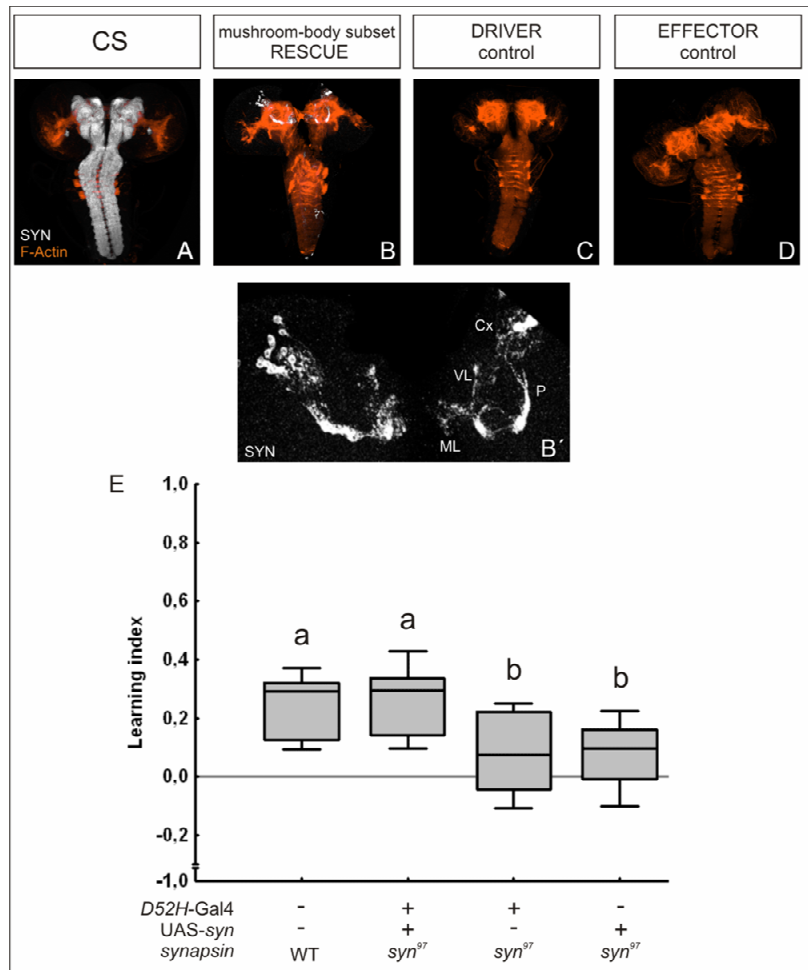 CS
mushroom-body subset
RESCUE
DRIVER
control
EFFECTOR
control
SYN
F-Actin
A
B
C
D
Cx
VL
P
ML
SYN
B´
E
1,0
0,8
0,6
0,4
0,2
0,0
-0,2
-1,0
Learning index
a
a
b
b
D52H-Gal4 - + + -
UAS-syn - + - +
synapsin WT syn97 syn97 syn97